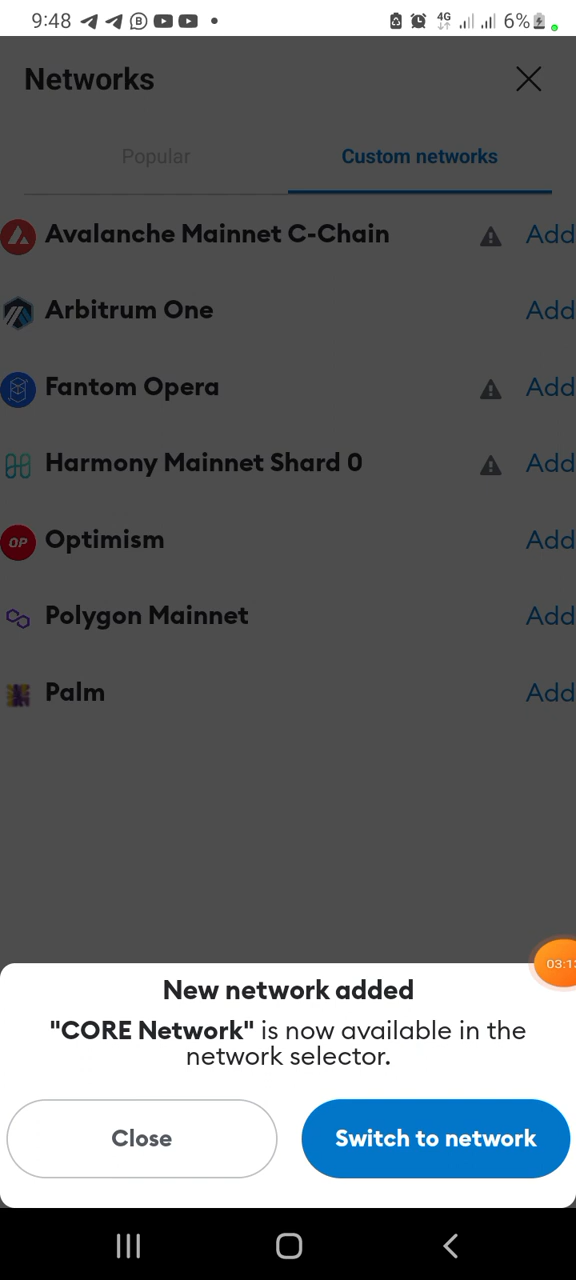 9:48
4G
6%
Networks
Popular
Custom networks
Avalanche Mainnet C-Chain
Add
Arbitrum One
Add
Fantom Opera
Add
Harmony Mainnet Shard 0
Add
OP
Optimism
Add
Polygon Mainnet
Add
Palm
Add
New network added
"CORE Network" is now available in the
network selector.
Close
Switch to network